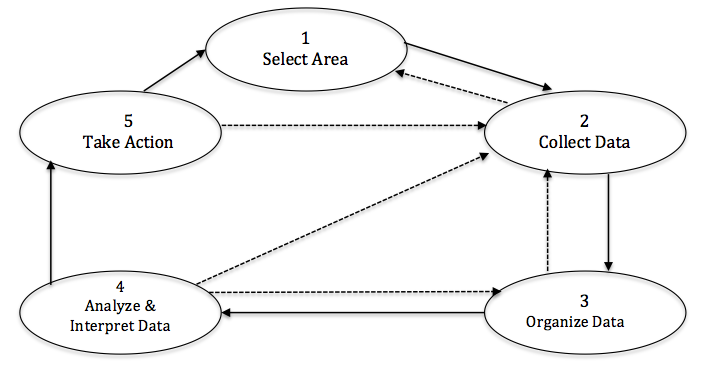 1
Select Area
2
Collect Data
3
Organize Data
4
Analyze &
Interpret Data
5
Take Action